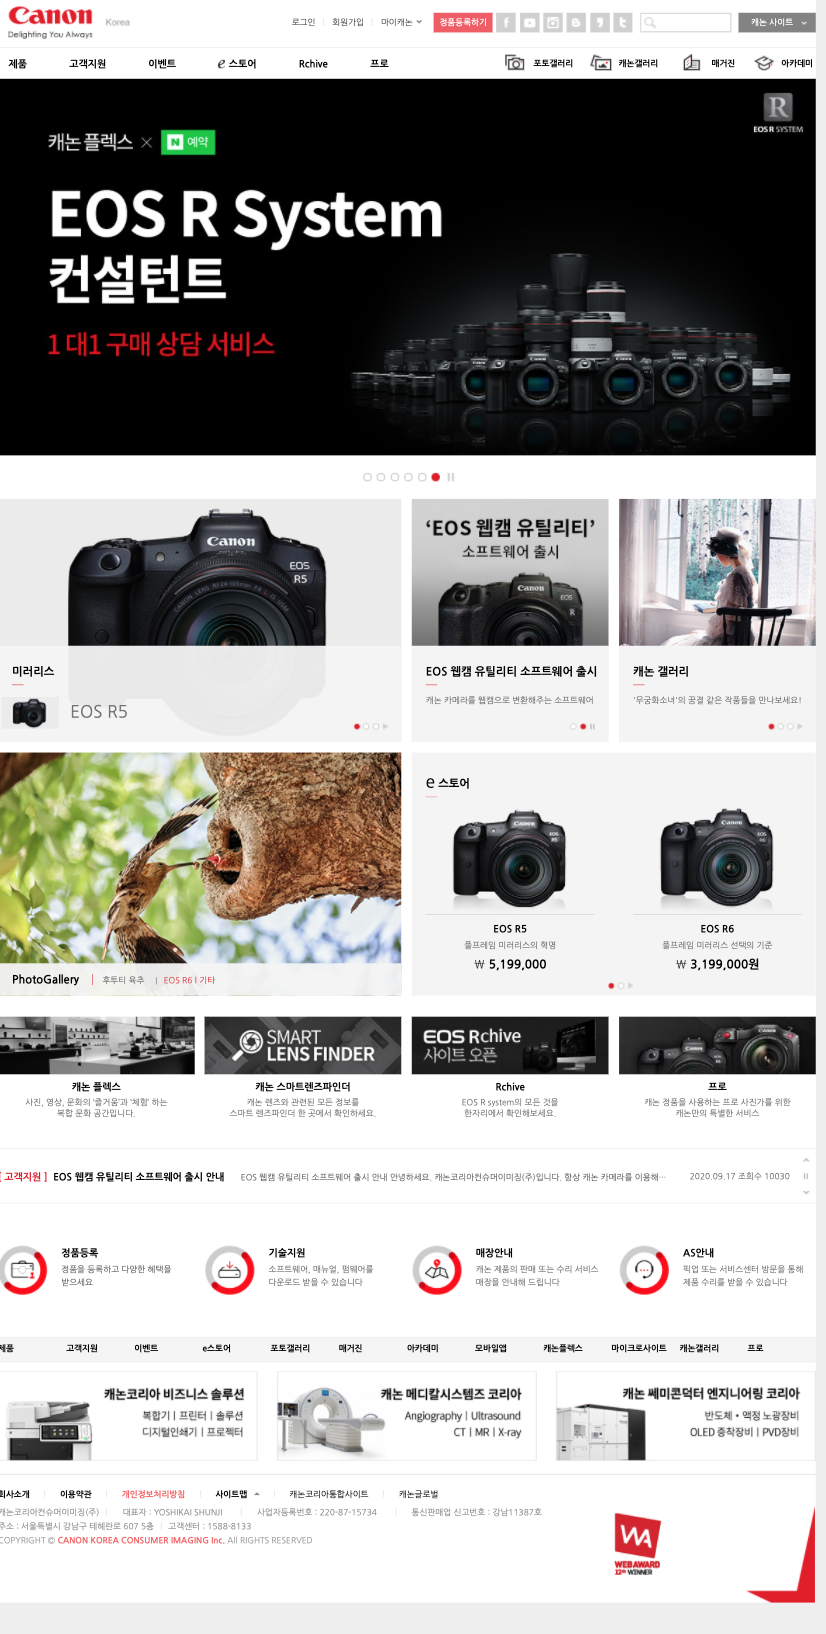 Canon
Delighting You Always
Korea
로그인
회원가입
마이캐논
정품등록하기
캐논 사이트
제품
고객지원
이벤트
e 스토어
Rchive
프로
포토갤러리
캐논갤러리
매거진
아카데미
R
EOS R SYSTEM
캐논 플렉스 × N 예약
EOS R System
컨설턴트
1 대1 구매 상담 서비스
Canon
EOS
R5
CANON LENS RF 24-105mm F4 L IS USM
미러리스
EOS R5
'EOS 웹캠 유틸리티'
소프트웨어 출시
Canon
EOS
R
EOS 웹캠 유틸리티 소프트웨어 출시
캐논 카메라를 웹캠으로 변환해주는 소프트웨어
캐논 갤러리
'무궁화소녀'의 꿈결 같은 작품들을 만나보세요!
PhotoGallery
후투티 육추 | EOS R6 | 기타
e 스토어
EOS R5
풀프레임 미러리스의 혁명
₩ 5,199,000
EOS R6
풀프레임 미러리스 선택의 기준
₩ 3,199,000원
SMART
LENS FINDER
EOS Rchive
사이트 오픈
캐논 플렉스
사진, 영상, 문화의 '즐거움'과 '체험' 하는
복합 문화 공간입니다.
캐논 스마트렌즈파인더
캐논 렌즈와 관련된 모든 정보를
스마트 렌즈파인더 한 곳에서 확인하세요.
Rchive
EOS R system의 모든 것을
한자리에서 확인해보세요.
프로
캐논 정품을 사용하는 프로 사진가를 위한
캐논만의 특별한 서비스
[ 고객지원 ] EOS 웹캠 유틸리티 소프트웨어 출시 안내
EOS 웹캠 유틸리티 소프트웨어 출시 안내 안녕하세요. 캐논코리아컨슈머이미징(주)입니다. 항상 캐논 카메라를 이용해…
2020.09.17 조회수 10030
정품등록
정품을 등록하고 다양한 혜택을
받으세요
기술지원
소프트웨어, 매뉴얼, 펌웨어를
다운로드 받을 수 있습니다
매장안내
캐논 제품의 판매 또는 수리 서비스
매장을 안내해 드립니다
AS안내
픽업 또는 서비스센터 방문을 통해
제품 수리를 받을 수 있습니다
제품
고객지원
이벤트
e스토어
포토갤러리
매거진
아카데미
모바일앱
캐논플렉스
마이크로사이트
캐논갤러리
프로
캐논코리아 비즈니스 솔루션
복합기 | 프린터 | 솔루션
디지털인쇄기 | 프로젝터
캐논 메디칼시스템즈 코리아
Angiography | Ultrasound
CT | MR | X-ray
캐논 쎄미콘덕터 엔지니어링 코리아
반도체 • 액정 노광장비
OLED 증착장비 | PVD장비
회사소개
이용약관
개인정보처리방침
사이트맵
캐논코리아통합사이트
캐논글로벌
캐논코리아컨슈머이미징(주) | 대표자 : YOSHIKAI SHUNJI | 사업자등록번호 : 220-87-15734 | 통신판매업 신고번호 : 강남11387호
주소 : 서울특별시 강남구 테헤란로 607 5층 | 고객센터 : 1588-8133
COPYRIGHT © CANON KOREA CONSUMER IMAGING Inc. All RIGHTS RESERVED
WA
WEB AWARD
12th WINNER